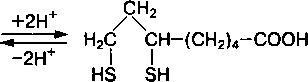 CH₂
+2H⁺
−2H⁺
H₂C CH—(CH₂)₄—COOH
HS SH